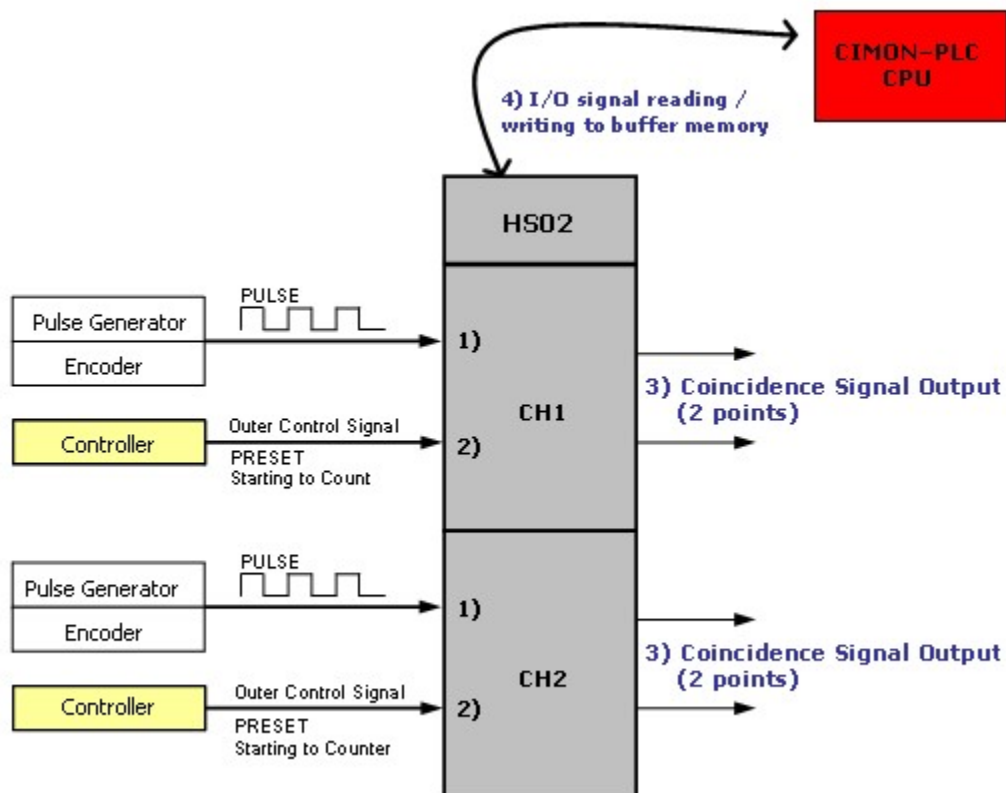 CIMON-PLC
CPU
4) I/O signal reading /
writing to buffer memory
HS02
PULSE
Pulse Generator
Encoder
1)
3) Coincidence Signal Output
(2 points)
CH1
Controller
Outer Control Signal
2)
PRESET
Starting to Count
PULSE
Pulse Generator
Encoder
1)
3) Coincidence Signal Output
(2 points)
CH2
Controller
Outer Control Signal
2)
PRESET
Starting to Counter